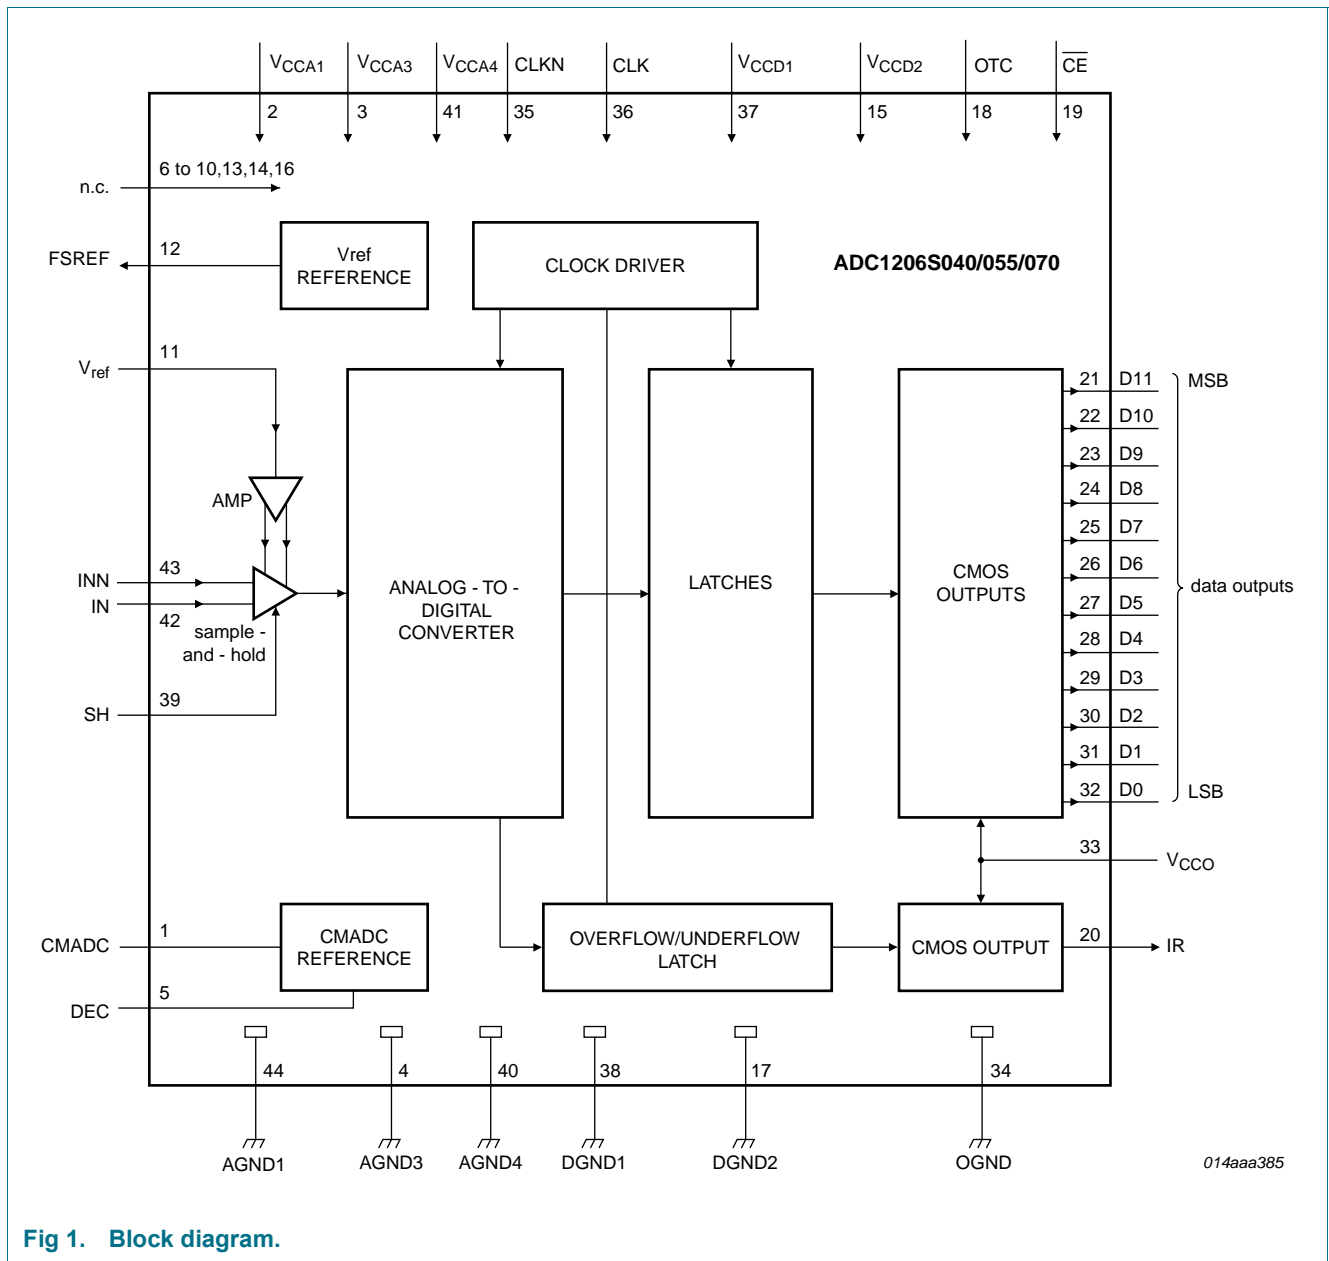 VCCA1 VCCA3 VCCA4 CLKN CLK VCCD1 VCCD2 OTC CE
2 3 41 35 36 37 15 18 19
6 to 10,13,14,16
n.c.
12
FSREF
Vref
REFERENCE
CLOCK DRIVER
ADC1206S040/055/070
11
Vref
AMP
43
INN
IN
42
sample -
and - hold
39
SH
ANALOG - TO -
DIGITAL
CONVERTER
LATCHES
CMOS
OUTPUTS
21 D11 MSB
22 D10
23 D9
24 D8
25 D7
26 D6
data outputs
27 D5
28 D4
29 D3
30 D2
31 D1
32 D0 LSB
33
VCCO
1
CMADC
CMADC
REFERENCE
5
DEC
OVERFLOW/UNDERFLOW
LATCH
CMOS OUTPUT
20
IR
44 4 40 38 17 34
AGND1 AGND3 AGND4 DGND1 DGND2 OGND
014aaa385
Fig 1. Block diagram.